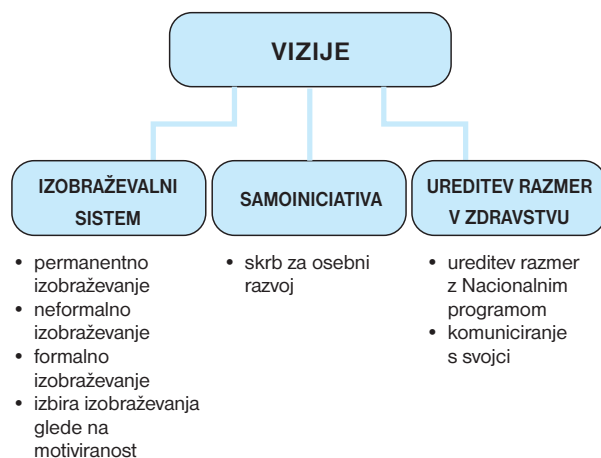 VIZIJE
IZOBRAŽEVALNI
SISTEM
• permanentno
izobraževanje
• neformalno
izobraževanje
• formalno
izobraževanje
• izbira izobraževanja
glede na
motiviranost
SAMOINICIATIVA
• skrb za osebni
razvoj
UREDITEV RAZMER
V ZDRAVSTVU
• ureditev razmer
z Nacionalnim
programom
• komuniciranje
s svojci